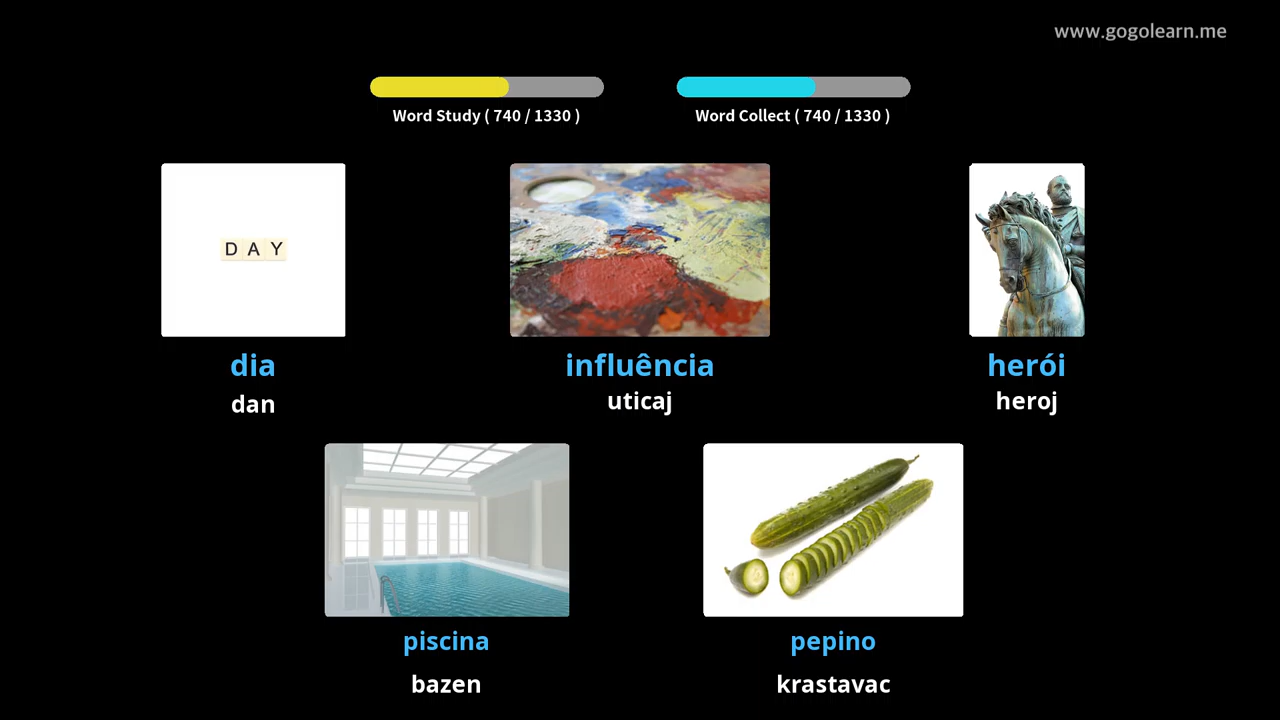 www.gogolearn.me
Word Study ( 740 / 1330 )
Word Collect ( 740 / 1330 )
DAY
dia
dan
influência
uticaj
herói
heroj
piscina
bazen
pepino
krastavac